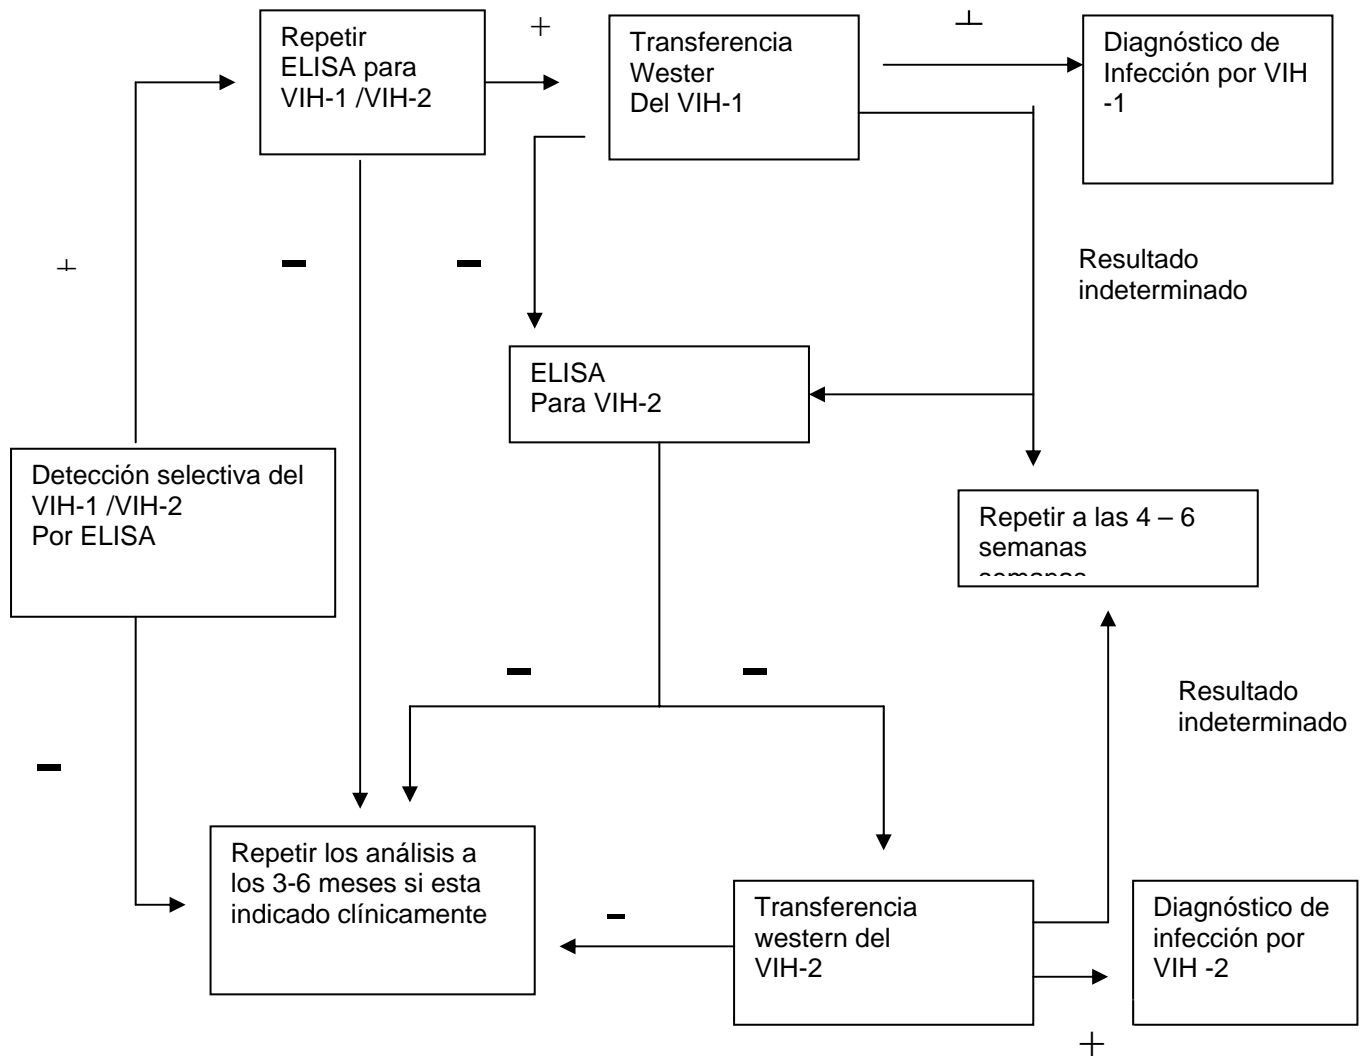 Repetir
ELISA para
VIH-1 /VIH-2
+
Transferencia
Wester
Del VIH-1
+
Diagnóstico de
Infección por VIH
-1
+
-
-
Resultado
indeterminado
ELISA
Para VIH-2
Detección selectiva del
VIH-1 /VIH-2
Por ELISA
Repetir a las 4 – 6
semanas
semanas
-
-
Resultado
indeterminado
-
Repetir los análisis a
los 3-6 meses si esta
indicado clínicamente
-
Transferencia
western del
VIH-2
Diagnóstico de
infección por
VIH -2
+